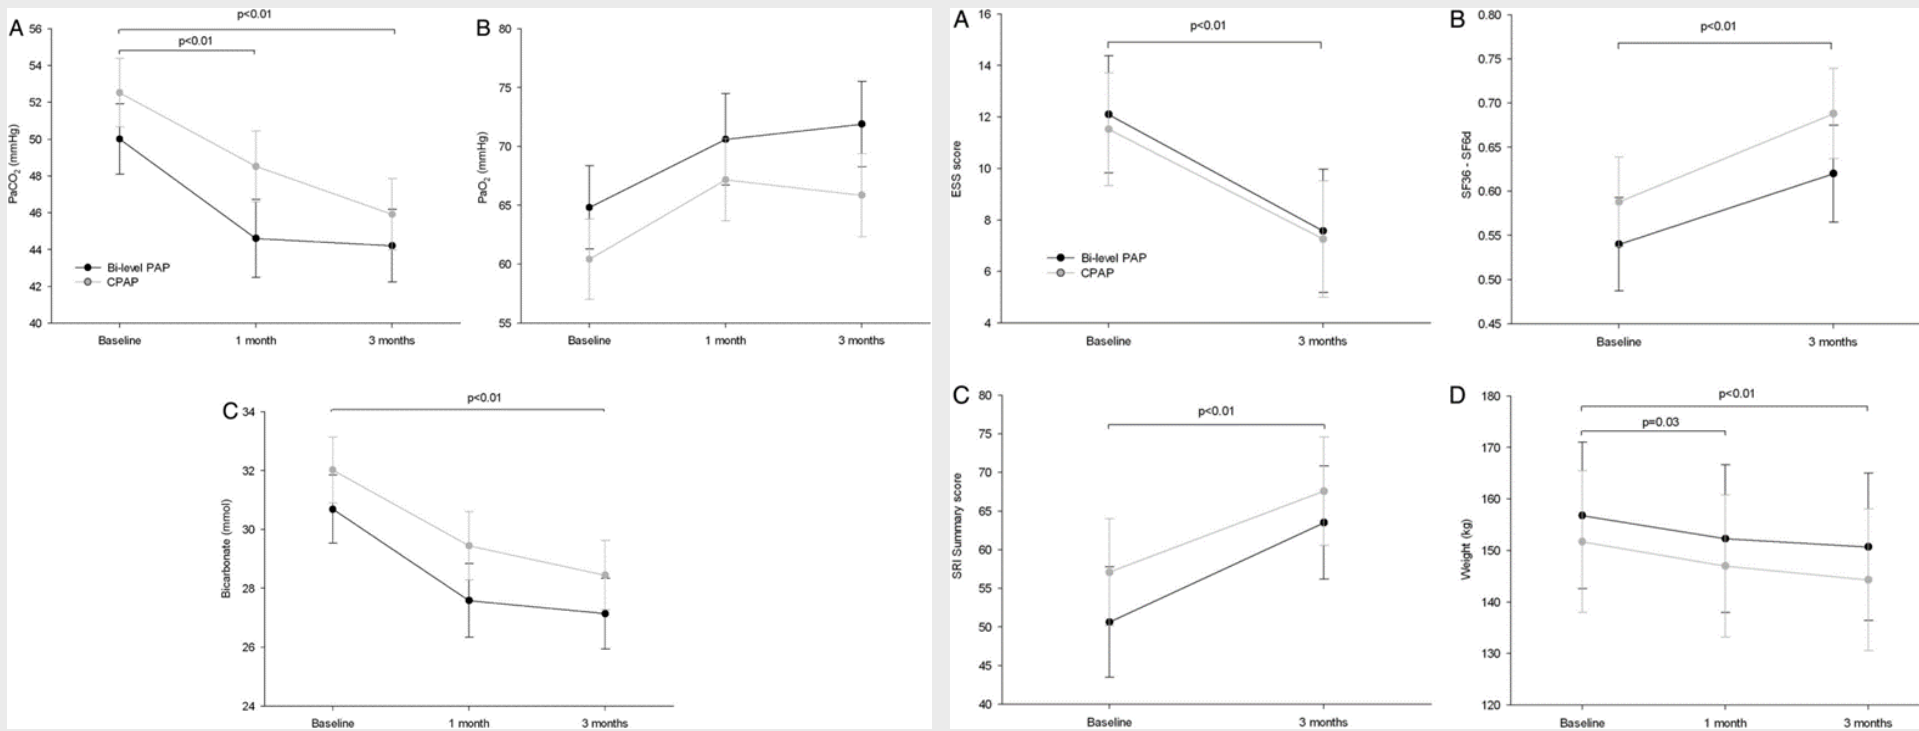 A
p<0.01
p<0.01
56
54
52
50
48
46
44
42
40
PaCO2 (mmHg)
Bi-level PAP
CPAP
Baseline
1 month
3 months
B
80
75
70
65
60
55
PaO2 (mmHg)
Baseline
1 month
3 months
C
p<0.01
34
32
30
28
26
24
Bicarbonate (mmol)
Baseline
1 month
3 months
A
p<0.01
16
14
12
10
8
6
4
ESS score
Bi-level PAP
CPAP
Baseline
3 months
B
p<0.01
0.80
0.75
0.70
0.65
0.60
0.55
0.50
0.45
SF36 - SF6d
Baseline
3 months
C
p<0.01
80
75
70
65
60
55
50
45
40
SRI Summary score
Baseline
3 months
D
p<0.01
p=0.03
180
170
160
150
140
130
120
Weight (kg)
Baseline
1 month
3 months